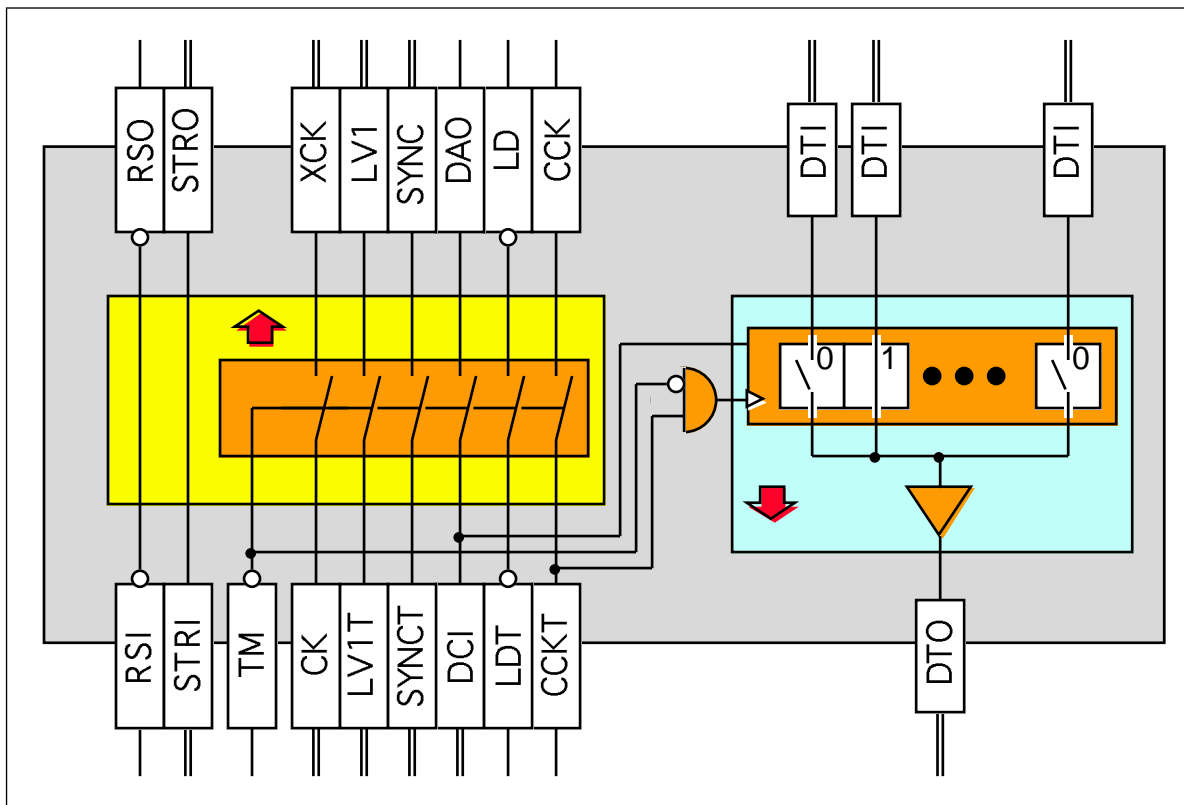 RSO
STRO
XCK
LV1
SYNC
DAO
LD
CCK
DTI
DTI
DTI
0
1
0
RSI
STRI
TM
CK
LV1T
SYNCT
DCI
LDT
CCKT
DTO